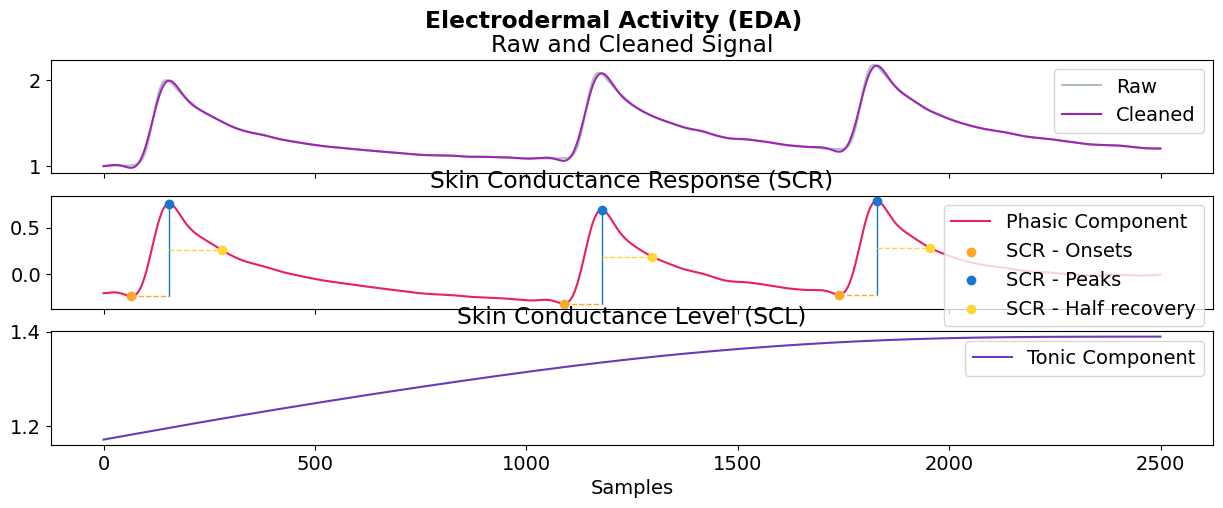 Electrodermal Activity (EDA)
Raw and Cleaned Signal
2
1
Raw
Cleaned
Skin Conductance Response (SCR)
0.5
0.0
Phasic Component
SCR - Onsets
SCR - Peaks
SCR - Half recovery
Skin Conductance Level (SCL)
1.4
1.2
Tonic Component
0 500 1000 1500 2000 2500
Samples